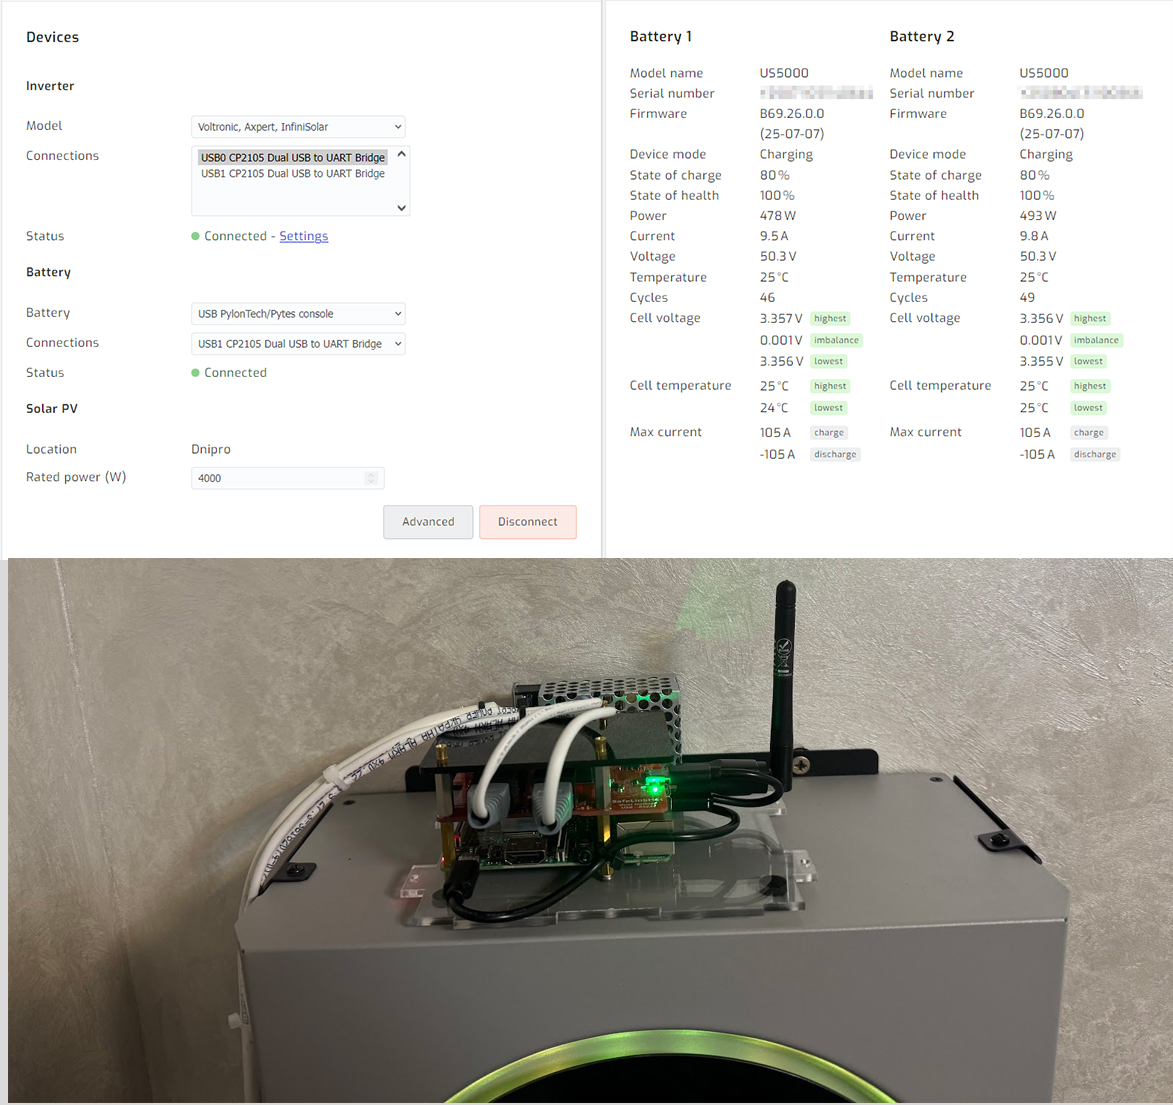 Devices
Inverter
Model
Voltronic, Axpert, InfiniSolar
Connections
USB0 CP2105 Dual USB to UART Bridge
USB1 CP2105 Dual USB to UART Bridge
Status
Connected - Settings
Battery
Battery
USB PylonTech/Pytes console
Connections
USB1 CP2105 Dual USB to UART Bridge
Status
Connected
Solar PV
Location
Dnipro
Rated power (W)
4000
Advanced
Disconnect
Battery 1
Model name US5000
Serial number
Firmware B69.26.0.0
(25-07-07)
Device mode Charging
State of charge 80%
State of health 100%
Power 478 W
Current 9.5 A
Voltage 50.3 V
Temperature 25°C
Cycles 46
Cell voltage 3.357 V highest
0.001 V imbalance
3.356 V lowest
Cell temperature 25°C highest
24°C lowest
Max current 105 A charge
-105 A discharge
Battery 2
Model name US5000
Serial number
Firmware B69.26.0.0
(25-07-07)
Device mode Charging
State of charge 80%
State of health 100%
Power 493 W
Current 9.8 A
Voltage 50.3 V
Temperature 25°C
Cycles 49
Cell voltage 3.356 V highest
0.001 V imbalance
3.355 V lowest
Cell temperature 25°C highest
25°C lowest
Max current 105 A charge
-105 A discharge